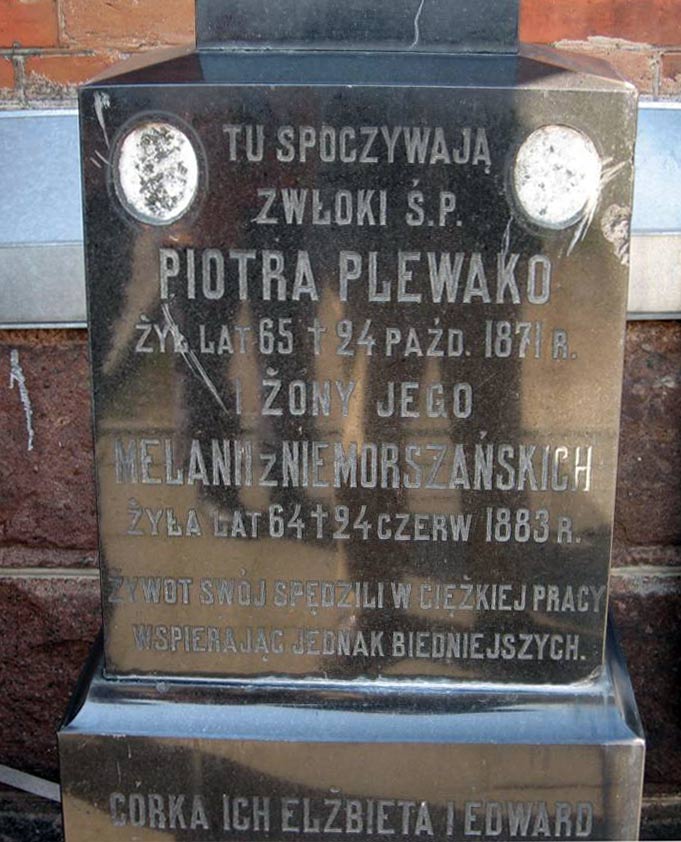 TU SPOCZYWAJĄ
ZWŁOKI Ś.P.
PIOTRA PLEWAKO
ŻYŁ LAT 65 † 24 PAŹD. 1871 R.
I ŻONY JEGO
MELANII z NIEMORSZAŃSKICH
ŻYŁA LAT 64 † 24 CZERW 1883 R.
ŻYWOT SWÓJ SPĘDZILI W CIĘŻKIEJ PRACY
WSPIERAJĄC JEDNAK BIEDNIEJSZYCH.
CÓRKA ICH ELŻBIETA I EDWARD